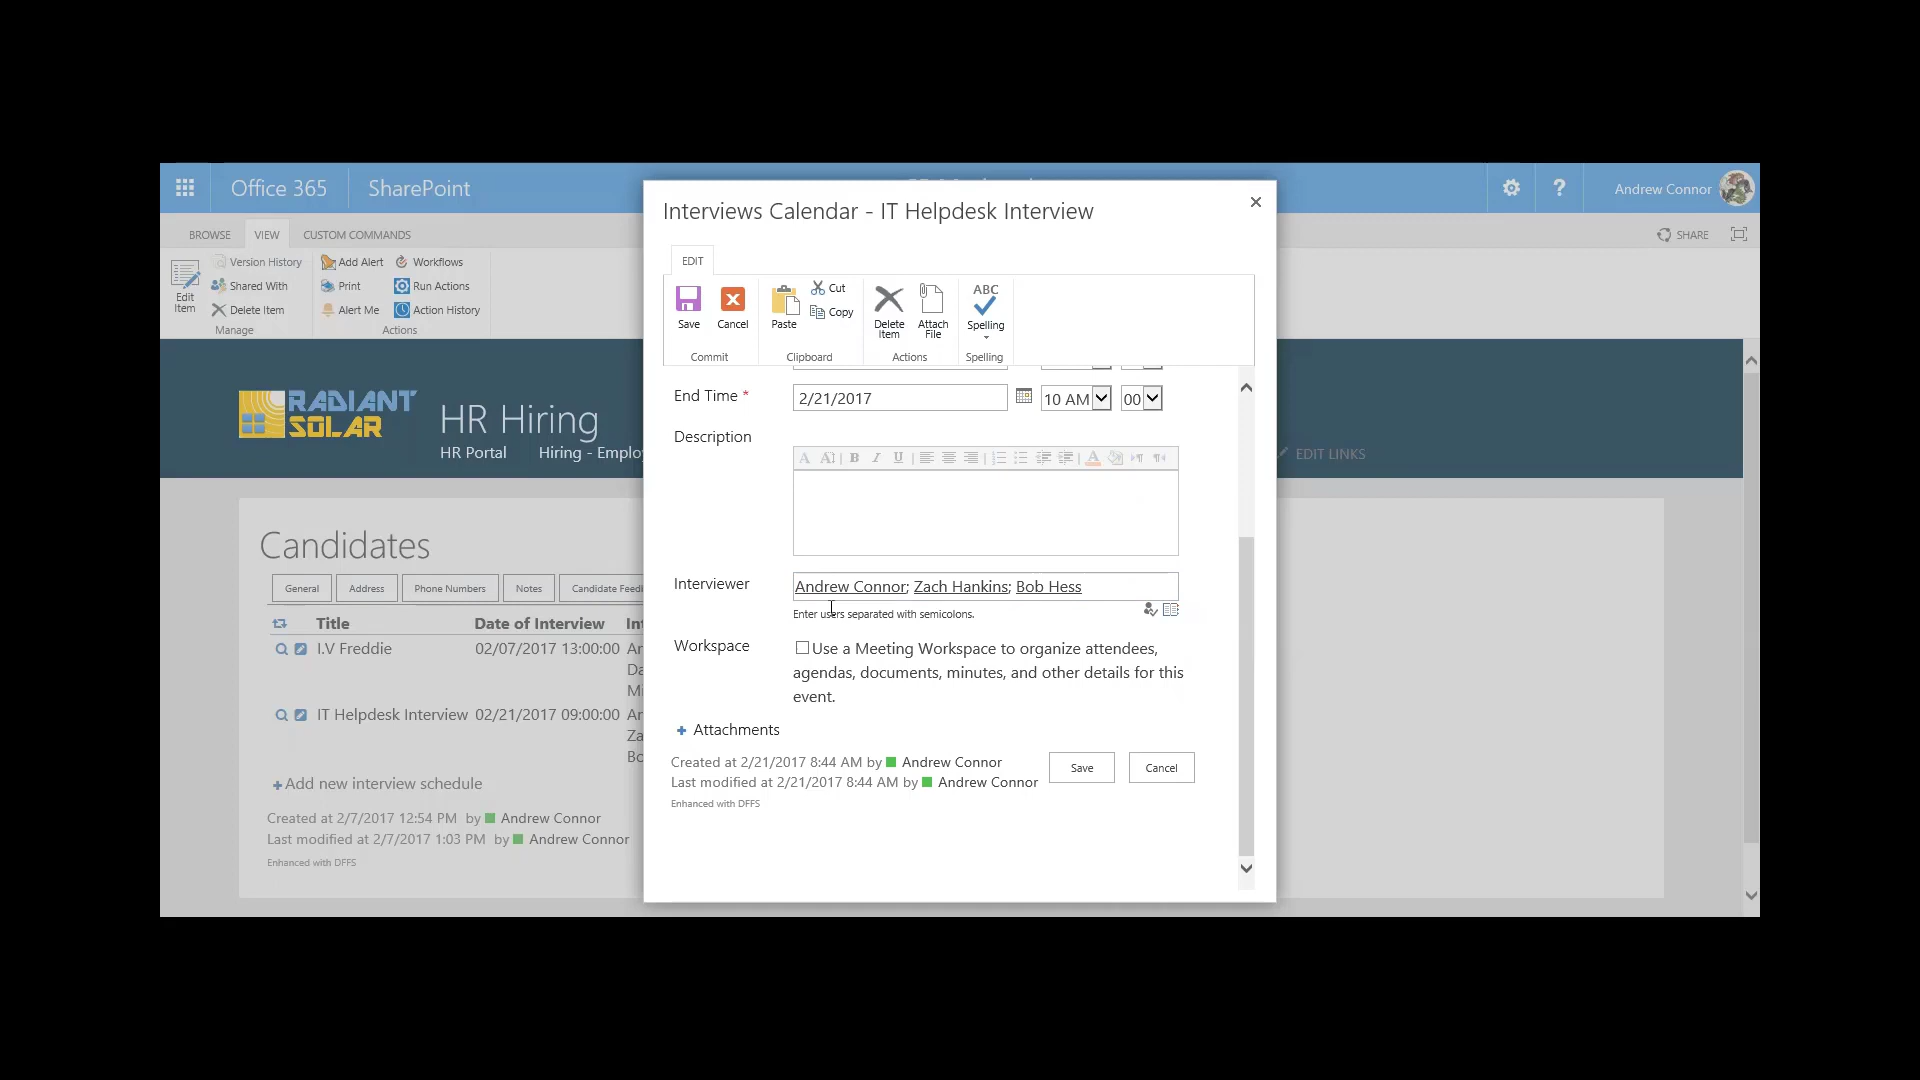 Office 365
SharePoint
Andrew Connor
BROWSE
VIEW
CUSTOM COMMANDS
SHARE
Edit
Item
Version History
Shared With
Delete Item
Manage
Add Alert
Print
Alert Me
Workflows
Run Actions
Action History
Actions
RADIANT
SOLAR
HR Hiring
HR Portal
Hiring - Emplo
EDIT LINKS
Candidates
General
Address
Phone Numbers
Notes
Candidate Feed
Title
Date of Interview
Int
I.V Freddie
02/07/2017 13:00:00
Ar
Da
Mi
IT Helpdesk Interview
02/21/2017 09:00:00
Ar
Za
Bo
Add new interview schedule
Created at 2/7/2017 12:54 PM by Andrew Connor
Last modified at 2/7/2017 1:03 PM by Andrew Connor
Enhanced with DFFS
Interviews Calendar - IT Helpdesk Interview
EDIT
Save
Cancel
Commit
Paste
Cut
Copy
Clipboard
Delete
Item
Attach
File
Actions
ABC
Spelling
Spelling
End Time *
2/21/2017
10 AM
00
Description
Interviewer
Andrew Connor; Zach Hankins; Bob Hess
Enter users separated with semicolons.
Workspace
Use a Meeting Workspace to organize attendees,
agendas, documents, minutes, and other details for this
event.
Attachments
Created at 2/21/2017 8:44 AM by Andrew Connor
Last modified at 2/21/2017 8:44 AM by Andrew Connor
Enhanced with DFFS
Save
Cancel